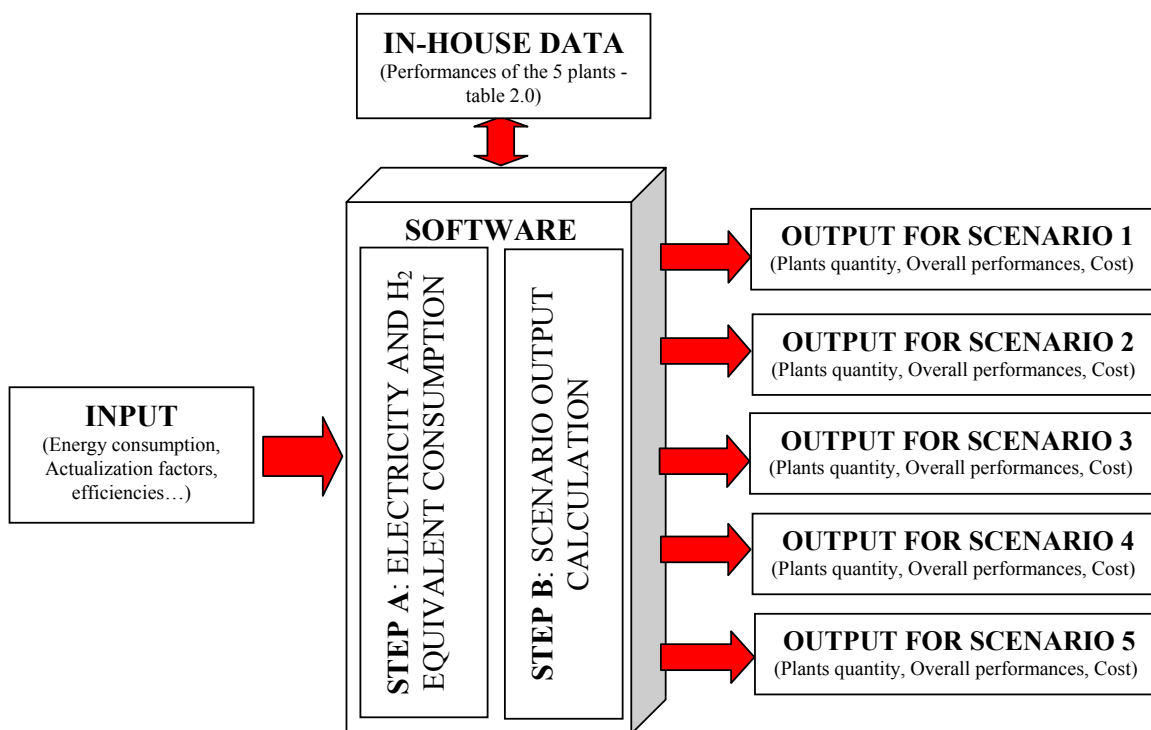 IN-HOUSE DATA
(Performances of the 5 plants -
table 2.0)
SOFTWARE
STEP A: ELECTRICITY AND H₂
EQUIVALENT CONSUMPTION
STEP B: SCENARIO OUTPUT
CALCULATION
INPUT
(Energy consumption,
Actualization factors,
efficiencies…)
OUTPUT FOR SCENARIO 1
(Plants quantity, Overall performances, Cost)
OUTPUT FOR SCENARIO 2
(Plants quantity, Overall performances, Cost)
OUTPUT FOR SCENARIO 3
(Plants quantity, Overall performances, Cost)
OUTPUT FOR SCENARIO 4
(Plants quantity, Overall performances, Cost)
OUTPUT FOR SCENARIO 5
(Plants quantity, Overall performances, Cost)